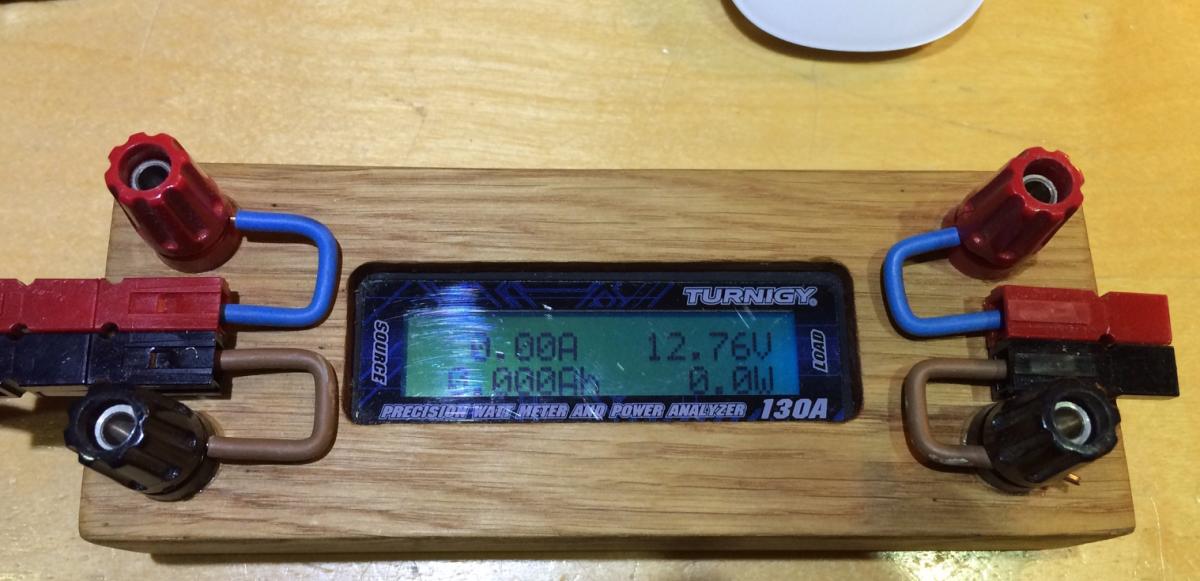 TURNIGY®
SOURCE
0.00A 12.76V
LOAD
0.000Ah 0.0W
PRECISION WATT METER AND POWER ANALYZER 130A